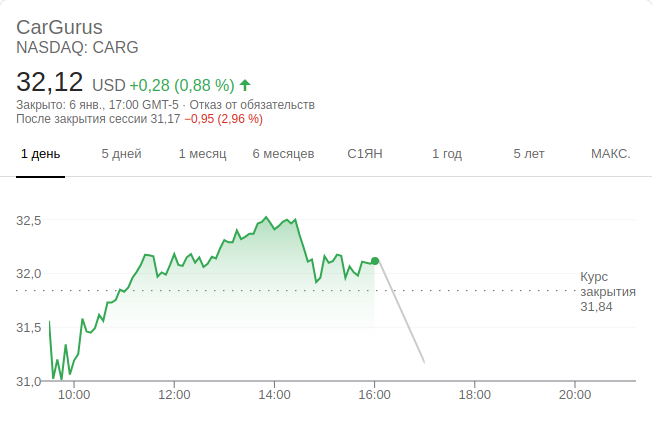 CarGurus
NASDAQ: CARG
32,12 USD +0,28 (0,88 %) ↑
Закрыто: 6 янв., 17:00 GMT-5 · Отказ от обязательств
После закрытия сессии 31,17 −0,95 (2,96 %)
1 день 5 дней 1 месяц 6 месяцев С1ЯН 1 год 5 лет МАКС.
32,5
32,0
Курс
закрытия
31,84
31,5
31,0
10:00 12:00 14:00 16:00 18:00 20:00